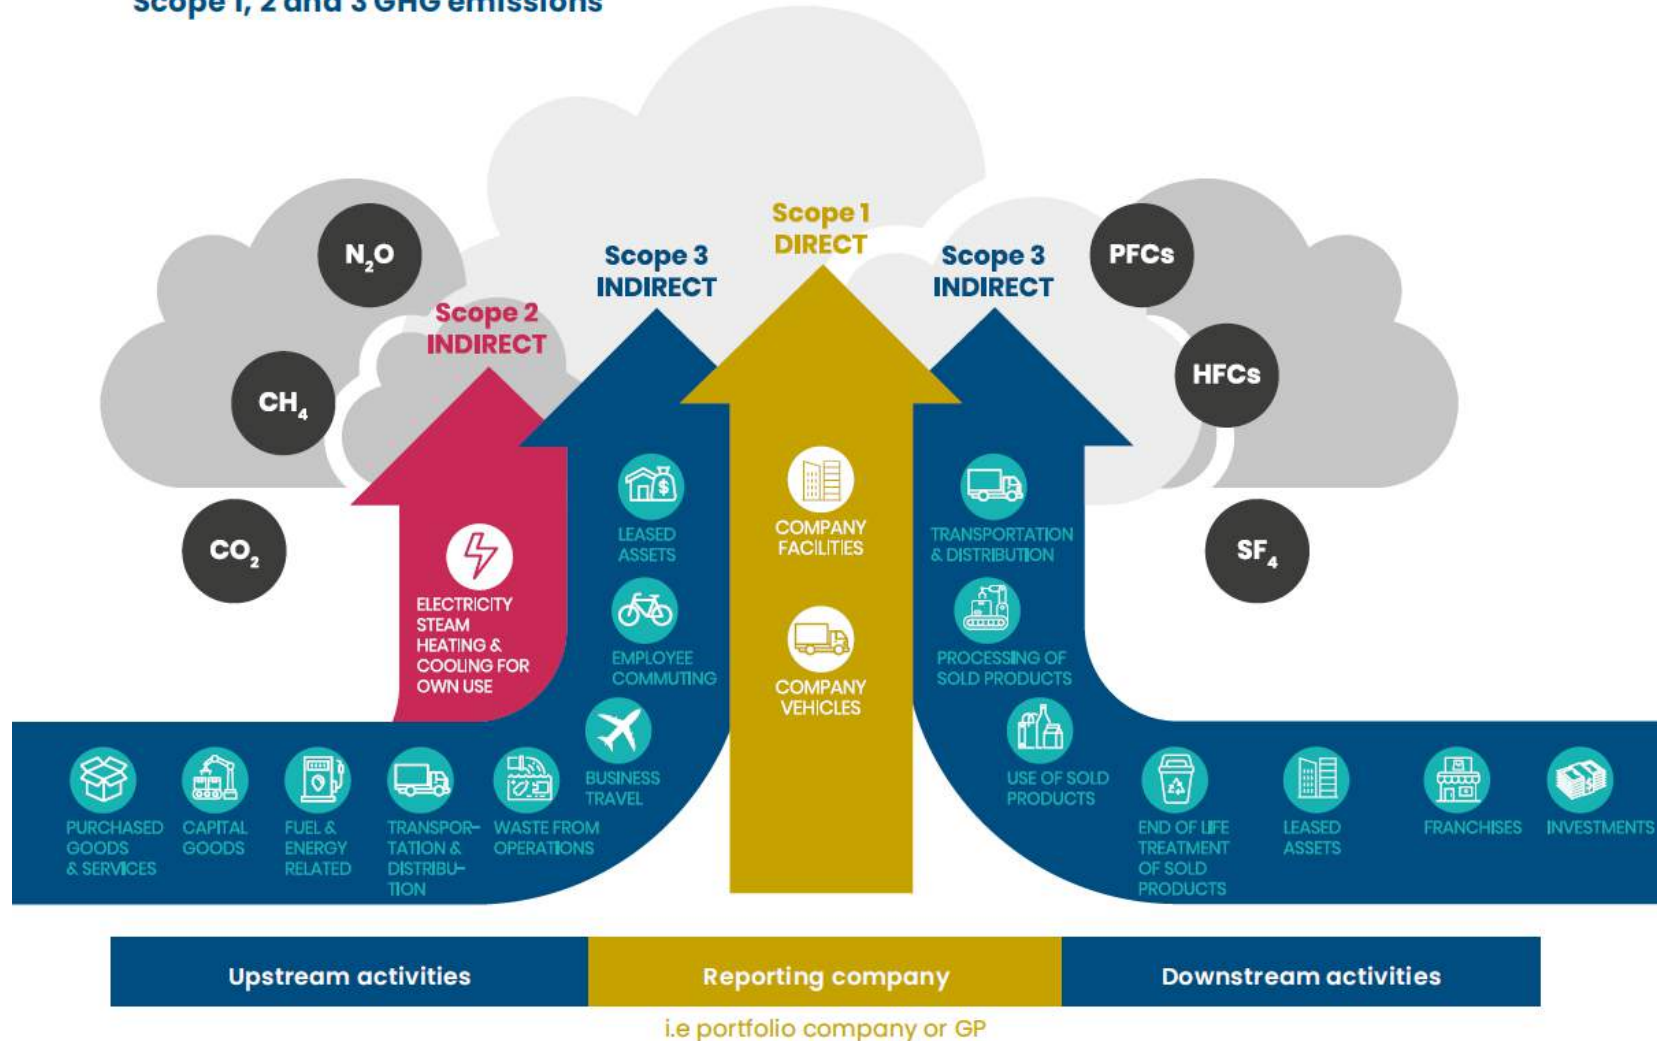 Scope 1, 2 and 3 GHG emissions
N₂O
CH₄
CO₂
Scope 2
INDIRECT
ELECTRICITY
STEAM
HEATING &
COOLING FOR
OWN USE
Scope 3
INDIRECT
LEASED
ASSETS
EMPLOYEE
COMMUTING
BUSINESS
TRAVEL
PURCHASED
GOODS
& SERVICES
CAPITAL
GOODS
FUEL &
ENERGY
RELATED
TRANSPOR-
TATION &
DISTRIBU-
TION
WASTE FROM
OPERATIONS
Scope 1
DIRECT
COMPANY
FACILITIES
COMPANY
VEHICLES
Scope 3
INDIRECT
TRANSPORTATION
& DISTRIBUTION
PROCESSING OF
SOLD PRODUCTS
USE OF SOLD
PRODUCTS
END OF LIFE
TREATMENT
OF SOLD
PRODUCTS
LEASED
ASSETS
FRANCHISES
INVESTMENTS
PFCs
HFCs
SF₄
Upstream activities
Reporting company
Downstream activities
i.e portfolio company or GP